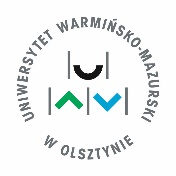 UNIWERSYTET WARMIŃSKO-MAZURSKI
W OLSZTYNIE